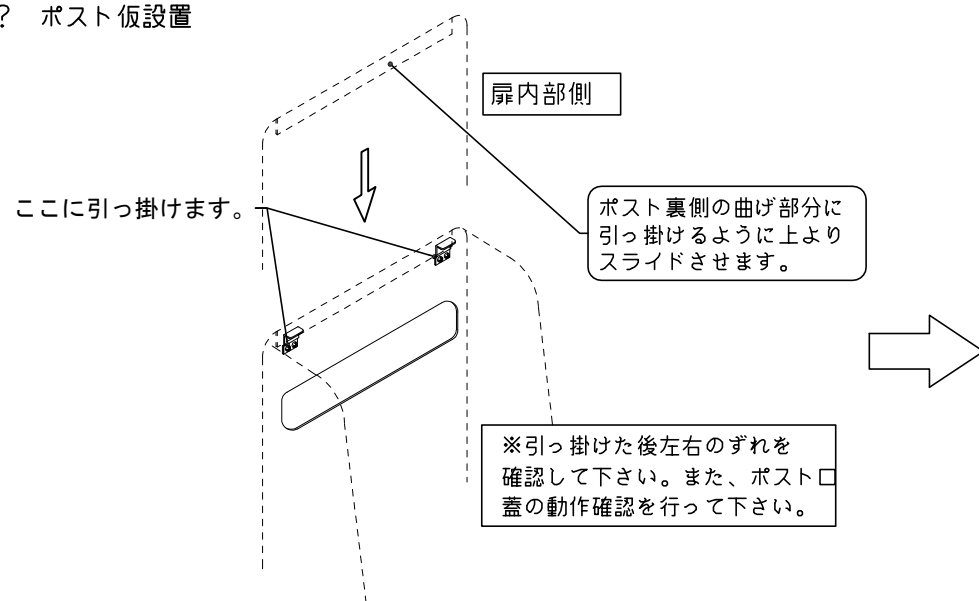 ? ポスト仮設置
扉内部側
ここに引っ掛けます。
ポスト裏側の曲げ部分に
引っ掛けるように上より
スライドさせます。
※引っ掛けた後左右のずれを
確認して下さい。また、ポスト口
蓋の動作確認を行って下さい。